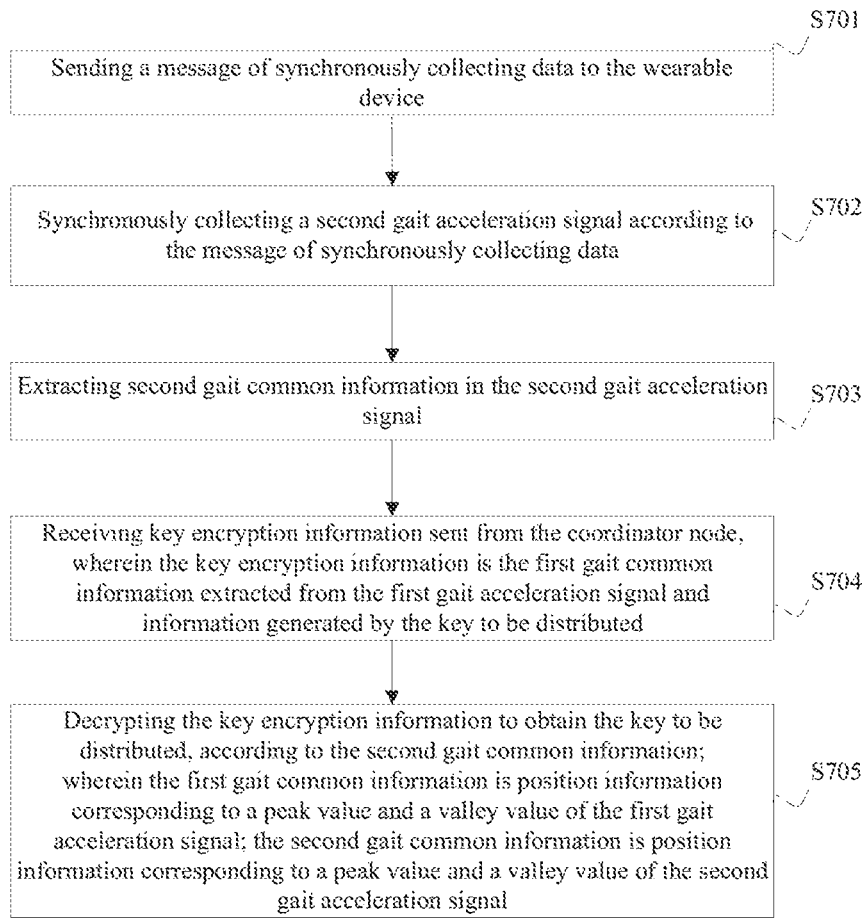 S701
Sending a message of synchronously collecting data to the wearable
device
S702
Synchronously collecting a second gait acceleration signal according to
the message of synchronously collecting data
Extracting second gait common information in the second gait acceleration
signal
S703
Receiving key encryption information sent from the coordinator node,
wherein the key encryption information is the first gait common
information extracted from the first gait acceleration signal and
information generated by the key to be distributed
S704
Decrypting the key encryption information to obtain the key to be
distributed, according to the second gait common information;
wherein the first gait common information is position information
corresponding to a peak value and a valley value of the first gait
acceleration signal; the second gait common information is position
information corresponding to a peak value and a valley value of the second
gait acceleration signal
S705